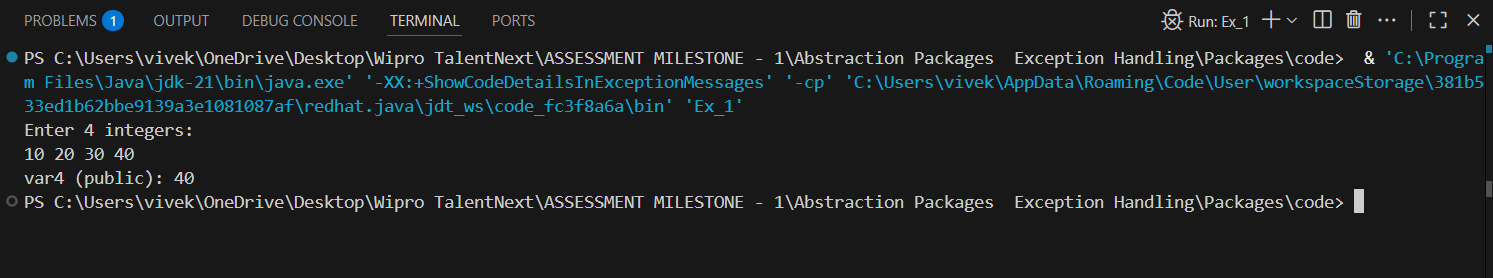 PROBLEMS 1 OUTPUT DEBUG CONSOLE TERMINAL PORTS Run: Ex_1
PS C:\Users\vivek\OneDrive\Desktop\Wipro TalentNext\ASSESSMENT MILESTONE - 1\Abstraction Packages  Exception Handling\Packages\code>  & 'C:\Progra
m Files\Java\jdk-21\bin\java.exe' '-XX:+ShowCodeDetailsInExceptionMessages' '-cp' 'C:\Users\vivek\AppData\Roaming\Code\User\workspaceStorage\381b5
33ed1b62bbe9139a3e1081087af\redhat.java\jdt_ws\code_fc3f8a6a\bin' 'Ex_1'
Enter 4 integers:
10 20 30 40
var4 (public): 40
PS C:\Users\vivek\OneDrive\Desktop\Wipro TalentNext\ASSESSMENT MILESTONE - 1\Abstraction Packages  Exception Handling\Packages\code>